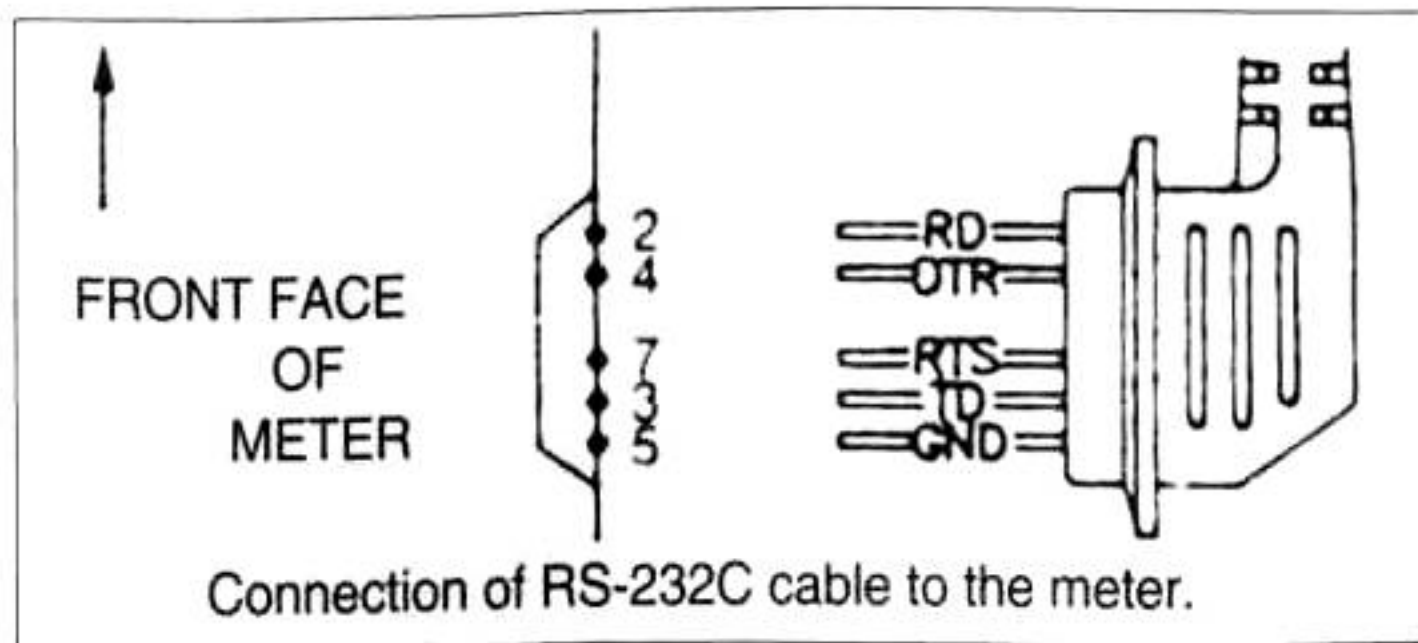 FRONT FACE
OF
METER
2
4
7
3
5
RD
OTR
RTS
TD
GND
Connection of RS-232C cable to the meter.